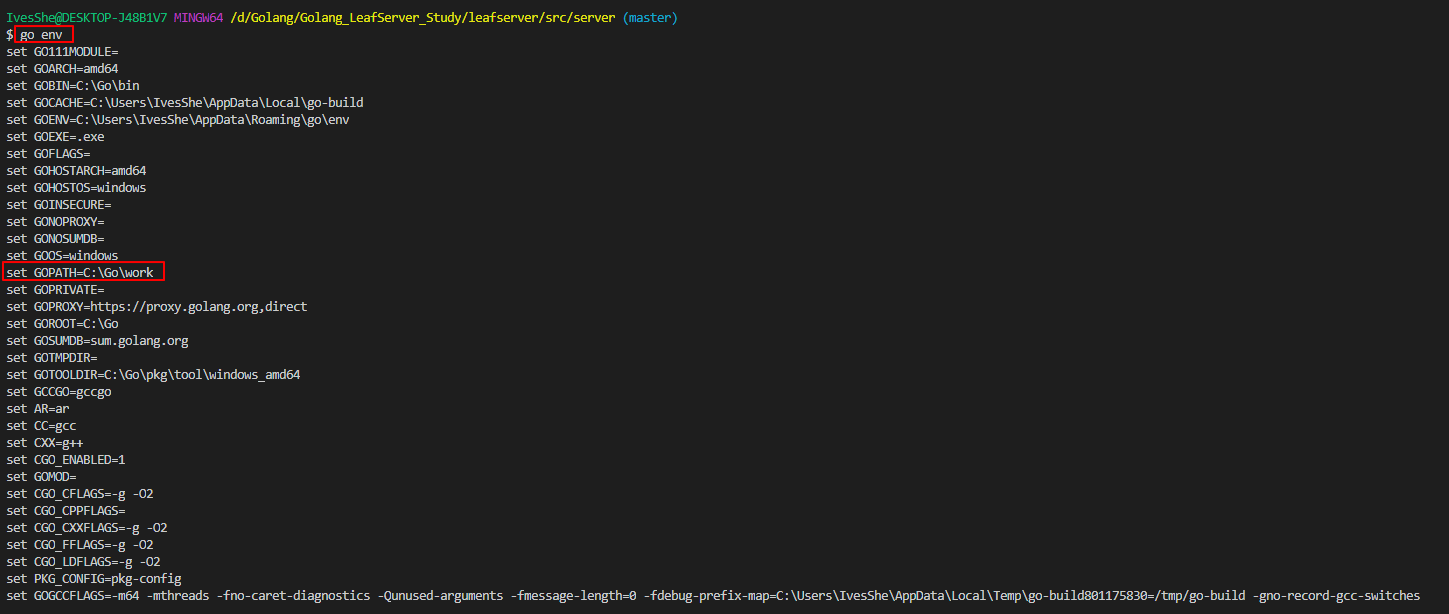 IvesShe@DESKTOP-J48B1V7 MINGW64 /d/Golang/Golang_LeafServer_Study/leafserver/src/server (master)
$ go env
set GO111MODULE=
set GOARCH=amd64
set GOBIN=C:\Go\bin
set GOCACHE=C:\Users\IvesShe\AppData\Local\go-build
set GOENV=C:\Users\IvesShe\AppData\Roaming\go\env
set GOEXE=.exe
set GOFLAGS=
set GOHOSTARCH=amd64
set GOHOSTOS=windows
set GOINSECURE=
set GONOPROXY=
set GONOSUMDB=
set GOOS=windows
set GOPATH=C:\Go\work
set GOPRIVATE=
set GOPROXY=https://proxy.golang.org,direct
set GOROOT=C:\Go
set GOSUMDB=sum.golang.org
set GOTMPDIR=
set GOTOOLDIR=C:\Go\pkg\tool\windows_amd64
set GCCGO=gccgo
set AR=ar
set CC=gcc
set CXX=g++
set CGO_ENABLED=1
set GOMOD=
set CGO_CFLAGS=-g -O2
set CGO_CPPFLAGS=
set CGO_CXXFLAGS=-g -O2
set CGO_FFLAGS=-g -O2
set CGO_LDFLAGS=-g -O2
set PKG_CONFIG=pkg-config
set GOGCCFLAGS=-m64 -mthreads -fno-caret-diagnostics -Qunused-arguments -fmessage-length=0 -fdebug-prefix-map=C:\Users\IvesShe\AppData\Local\Temp\go-build801175830=/tmp/go-build -gno-record-gcc-switches